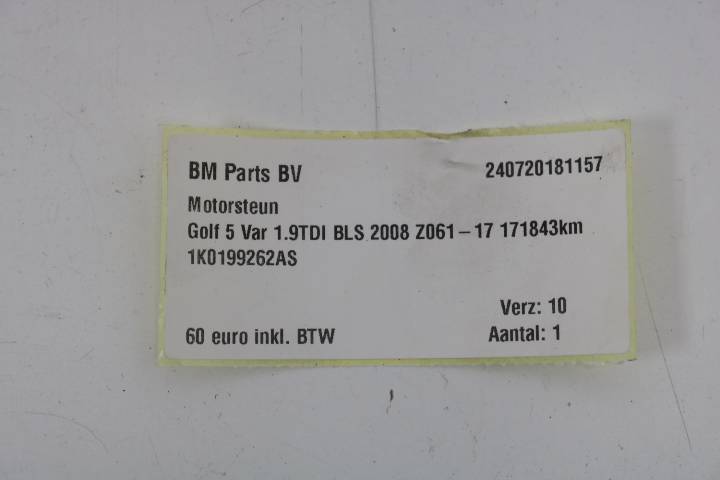 BM Parts BV 240720181157
Motorsteun
Golf 5 Var 1.9TDI BLS 2008 Z061-17 171843km
1K0199262AS
Verz: 10
60 euro inkl. BTW Aantal: 1